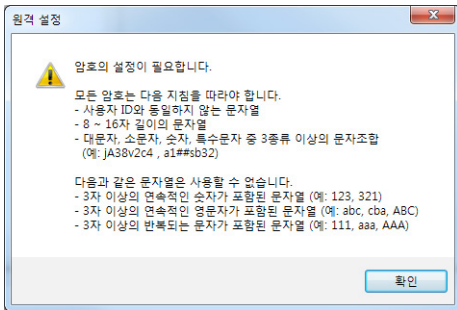 원격 설정
암호의 설정이 필요합니다.
모든 암호는 다음 지침을 따라야 합니다.
- 사용자 ID와 동일하지 않는 문자열
- 8 ~ 16자 길이의 문자열
- 대문자, 소문자, 숫자, 특수문자 중 3종류 이상의 문자조합
(예: jA38v2c4 , a1##sb32)
다음과 같은 문자열은 사용할 수 없습니다.
- 3자 이상의 연속적인 숫자가 포함된 문자열 (예: 123, 321)
- 3자 이상의 연속적인 영문자가 포함된 문자열 (예: abc, cba, ABC)
- 3자 이상의 반복되는 문자가 포함된 문자열 (예: 111, aaa, AAA)
확인